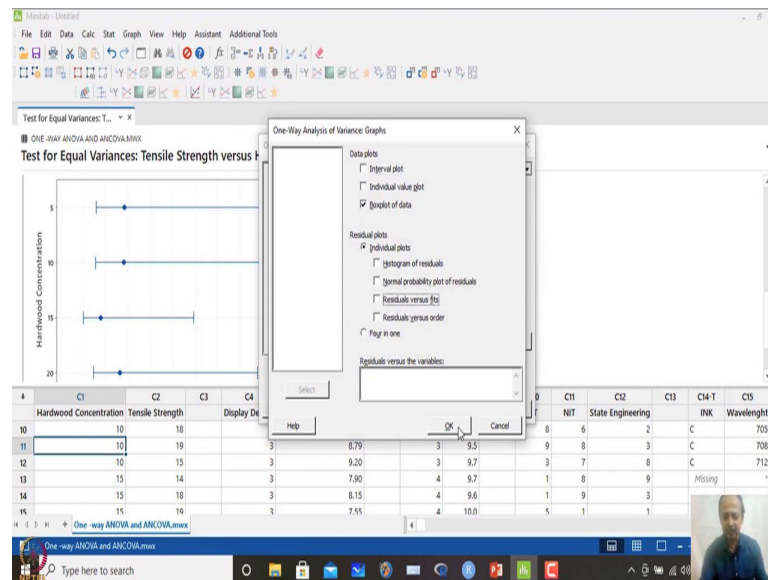 Minitab - Untitled
File Edit Data Calc Stat Graph View Help Assistant Additional Tools
Test for Equal Variances: T...
ONE -WAY ANOVA AND ANCOVA.MWX
Test for Equal Variances: Tensile Strength versus H
Hardwood Concentration
5
10
15
20
One-Way Analysis of Variance: Graphs
Data plots
Interval plot
Individual value plot
Boxplot of data
Residual plots
Individual plots
Histogram of residuals
Normal probability plot of residuals
Residuals versus fits
Residuals versus order
Four in one
Residuals versus the variables:
Select
Help OK Cancel
C1 C2 C3 C4 C11 C12 C13 C14-T C15
Hardwood Concentration Tensile Strength Display De NIT State Engineering INK Wavelenght
10 10 18 8 6 2 C 705
11 10 19 3 8.79 3 9.5 9 8 3 C 708
12 10 15 3 9.20 3 9.7 3 7 8 C 712
13 15 14 3 7.90 4 9.7 1 8 9 Missing *
14 15 18 3 8.15 4 9.6 1 9 3
15 15 19 3 7.55 4 10.0 5 1 1
One -way ANOVA and ANCOVA.mwx
One -way ANOVA and ANCOVA.mwx
Type here to search
NPTEL